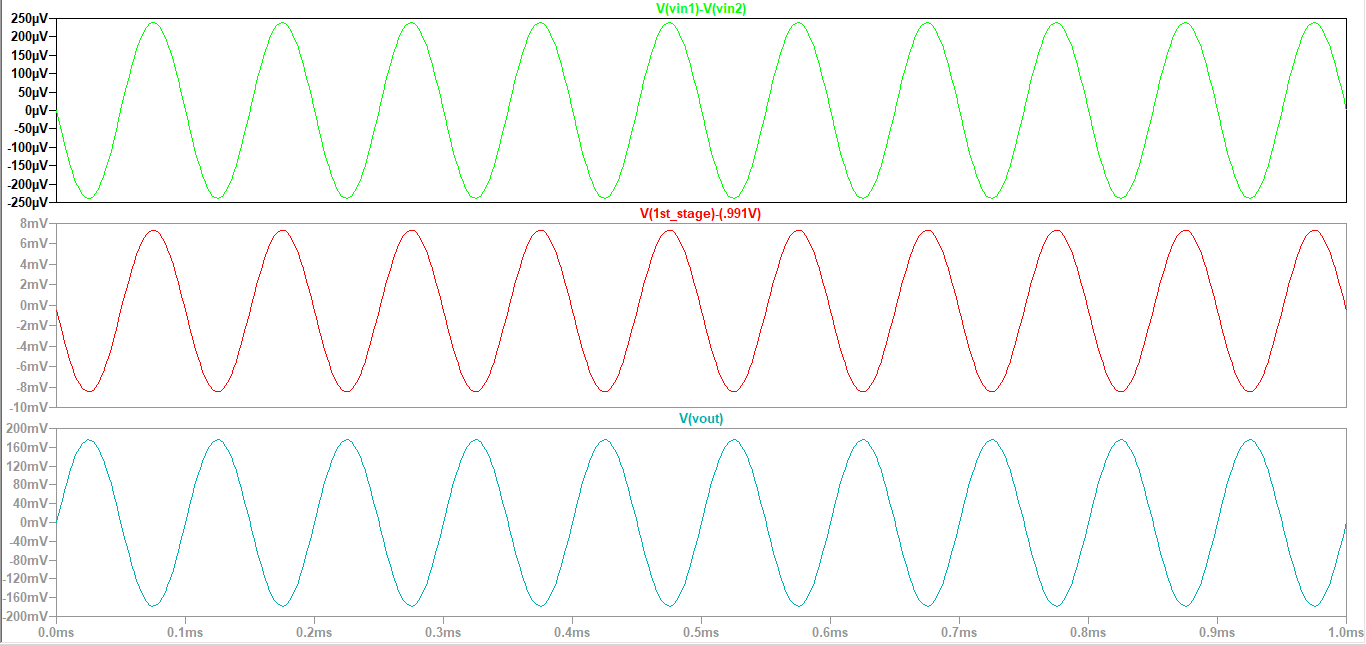 V(vin1)-V(vin2)
250µV
200µV
150µV
100µV
50µV
0µV
-50µV
-100µV
-150µV
-200µV
-250µV
V(1st_stage)-(.991V)
8mV
6mV
4mV
2mV
0mV
-2mV
-4mV
-6mV
-8mV
-10mV
V(vout)
200mV
160mV
120mV
80mV
40mV
0mV
-40mV
-80mV
-120mV
-160mV
-200mV
0.0ms 0.1ms 0.2ms 0.3ms 0.4ms 0.5ms 0.6ms 0.7ms 0.8ms 0.9ms 1.0ms